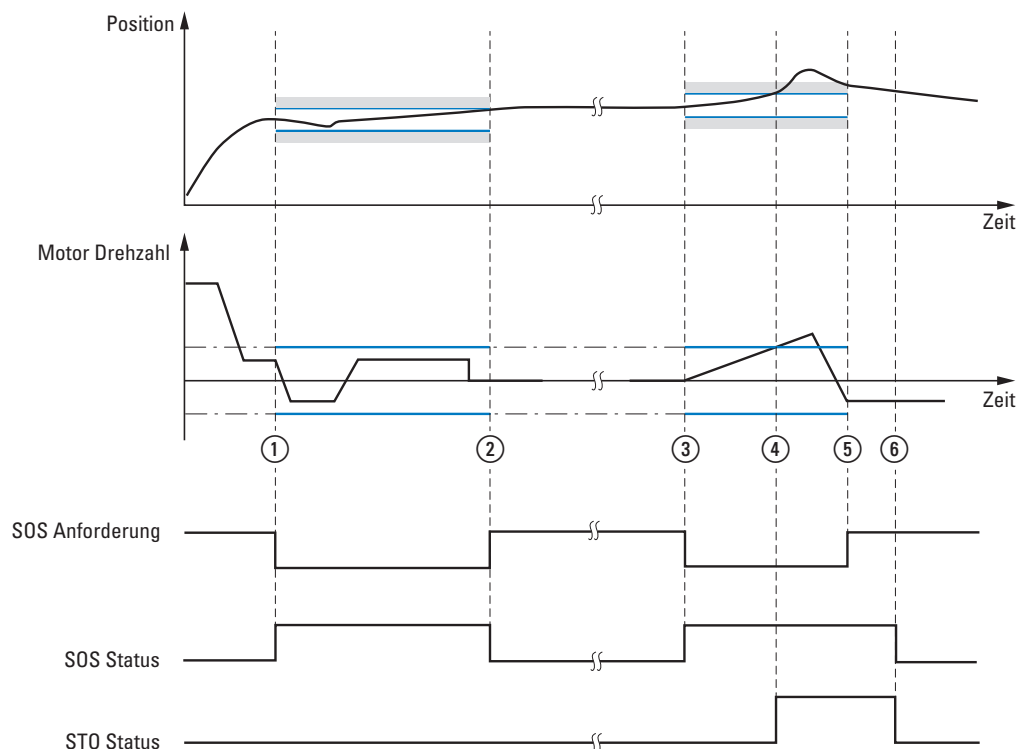 Position
Zeit
Motor Drehzahl
Zeit
1 2 3 4 5 6
SOS Anforderung
SOS Status
STO Status